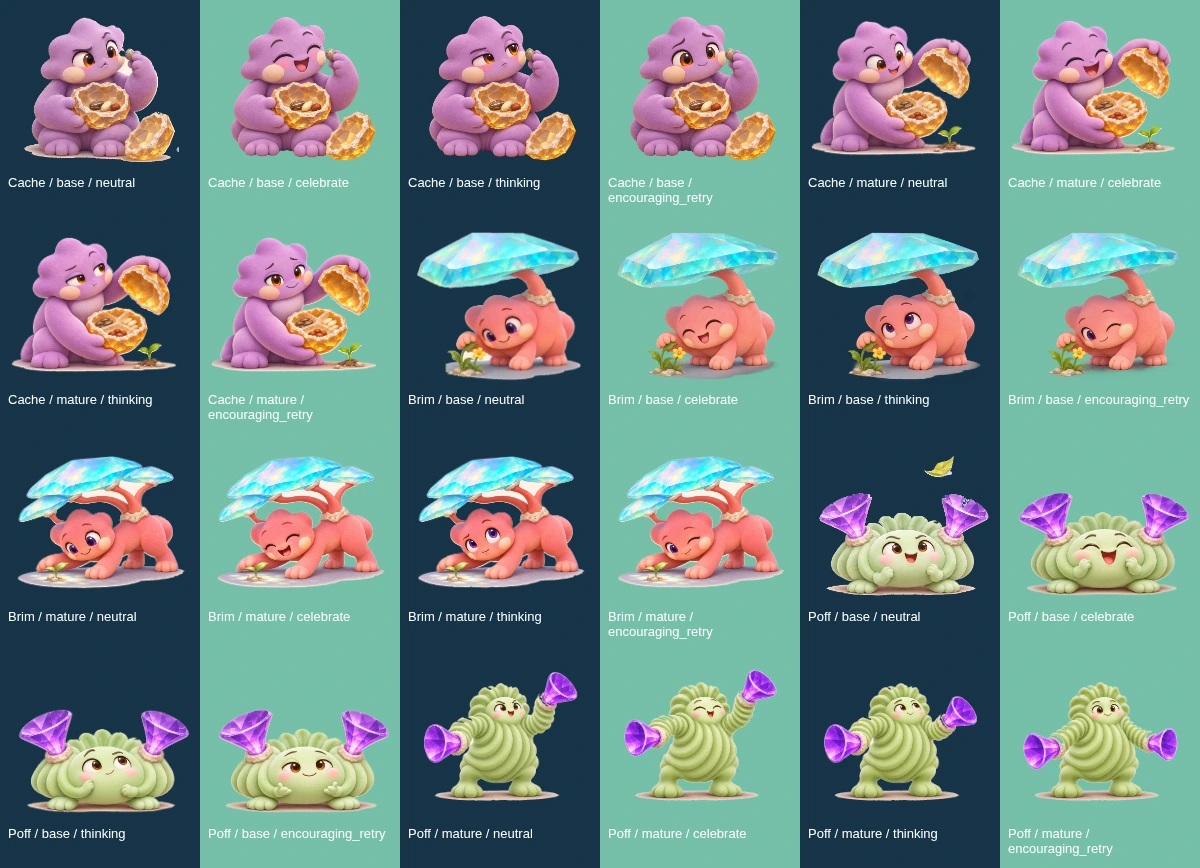 Cache / base / neutral
Cache / base / celebrate
Cache / base / thinking
Cache / base /
encouraging_retry
Cache / mature / neutral
Cache / mature / celebrate
Cache / mature / thinking
Cache / mature /
encouraging_retry
Brim / base / neutral
Brim / base / celebrate
Brim / base / thinking
Brim / base / encouraging_retry
Brim / mature / neutral
Brim / mature / celebrate
Brim / mature / thinking
Brim / mature /
encouraging_retry
Poff / base / neutral
Poff / base / celebrate
Poff / base / thinking
Poff / base / encouraging_retry
Poff / mature / neutral
Poff / mature / celebrate
Poff / mature / thinking
Poff / mature /
encouraging_retry